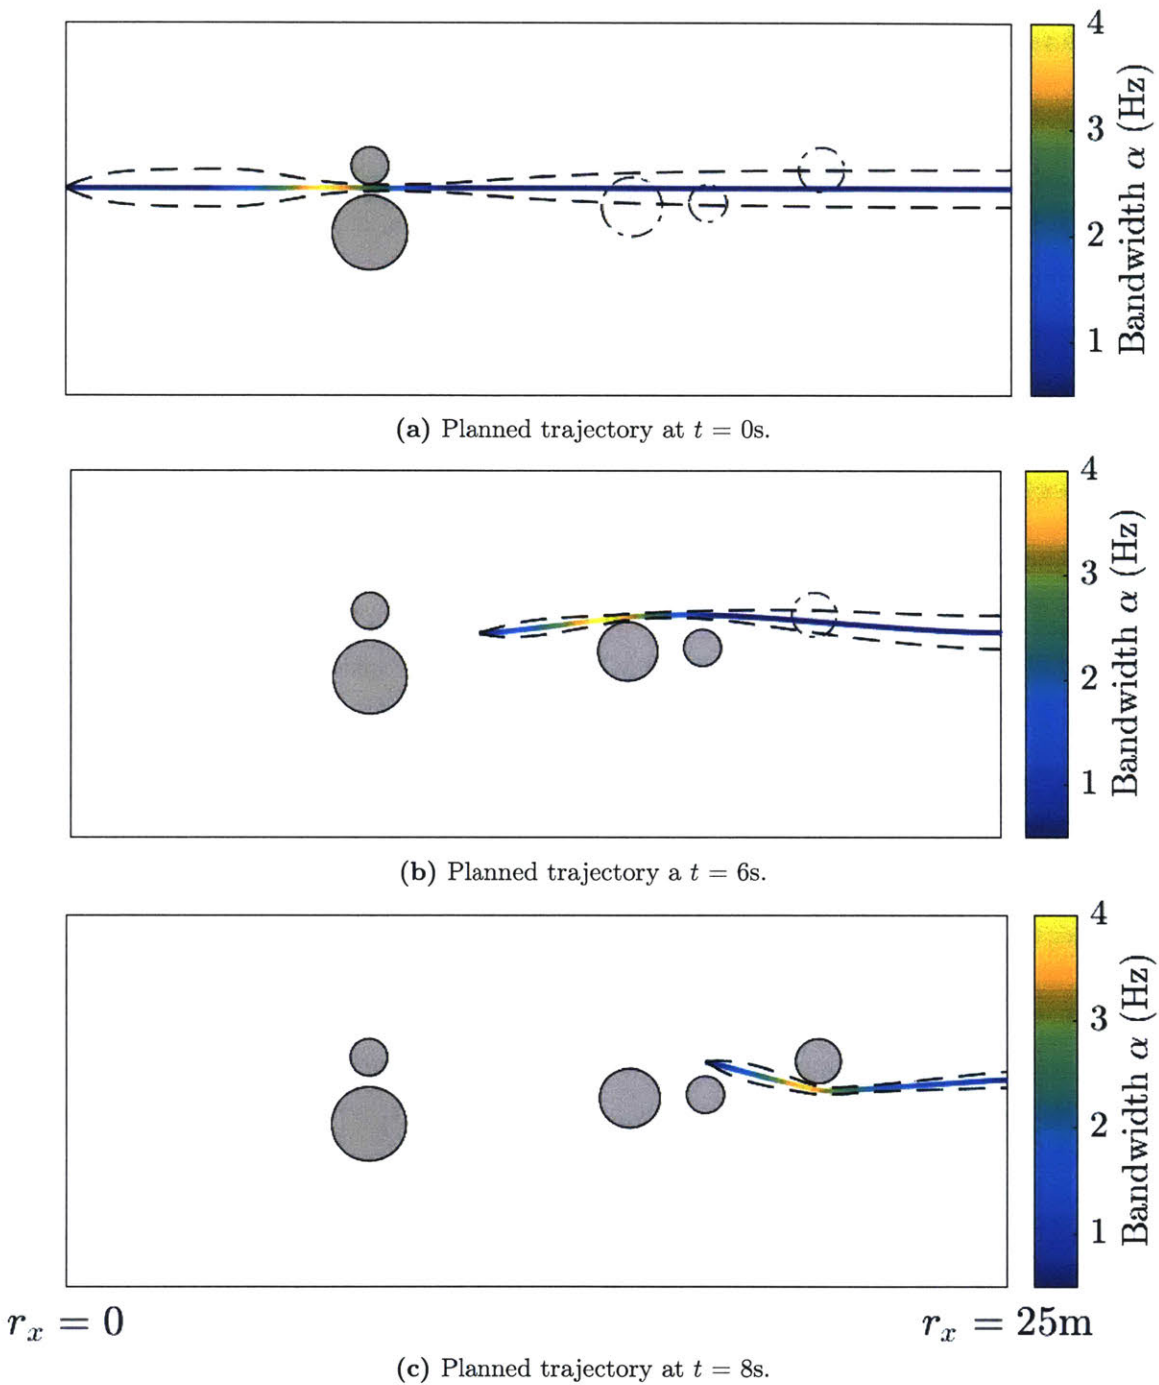 4
3
2
1
Bandwidth α (Hz)
(a) Planned trajectory at t = 0s.
4
3
2
1
Bandwidth α (Hz)
(b) Planned trajectory a t = 6s.
4
3
2
1
Bandwidth α (Hz)
r_x = 0
r_x = 25m
(c) Planned trajectory at t = 8s.